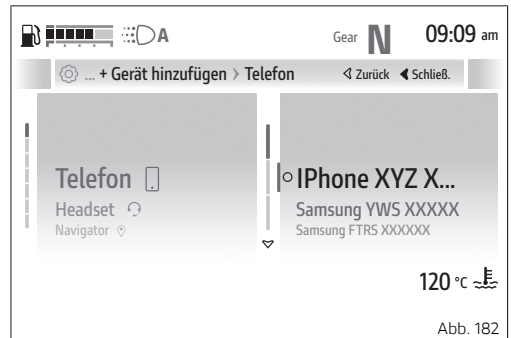 A Gear N 09:09 am
... + Gerät hinzufügen > Telefon Zurück Schließ.
Telefon
Headset
Navigator
IPhone XYZ X...
Samsung YWS XXXXX
Samsung FTRS XXXXXX
120 °C
Abb. 182